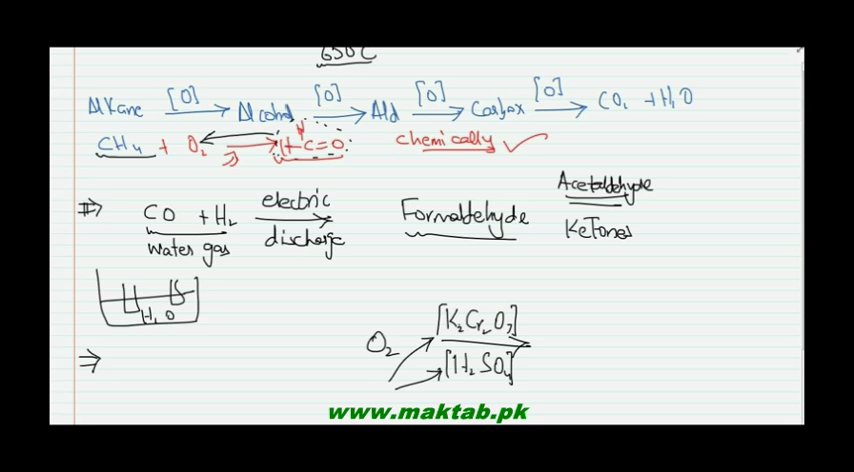 650C
Alkane [O] Alcohol [O] Ald [O] Carbox [O] CO₂ + H₂O
CH₄ + O₂ H C=O: chemically ✓
⇒ CO + H₂ electric discharge Formaldehyde Acetaldehyde
water gas Ketones
H₂O
O₂ [K₂Cr₂O₇]
⇒ [H₂SO₄]
www.maktab.pk